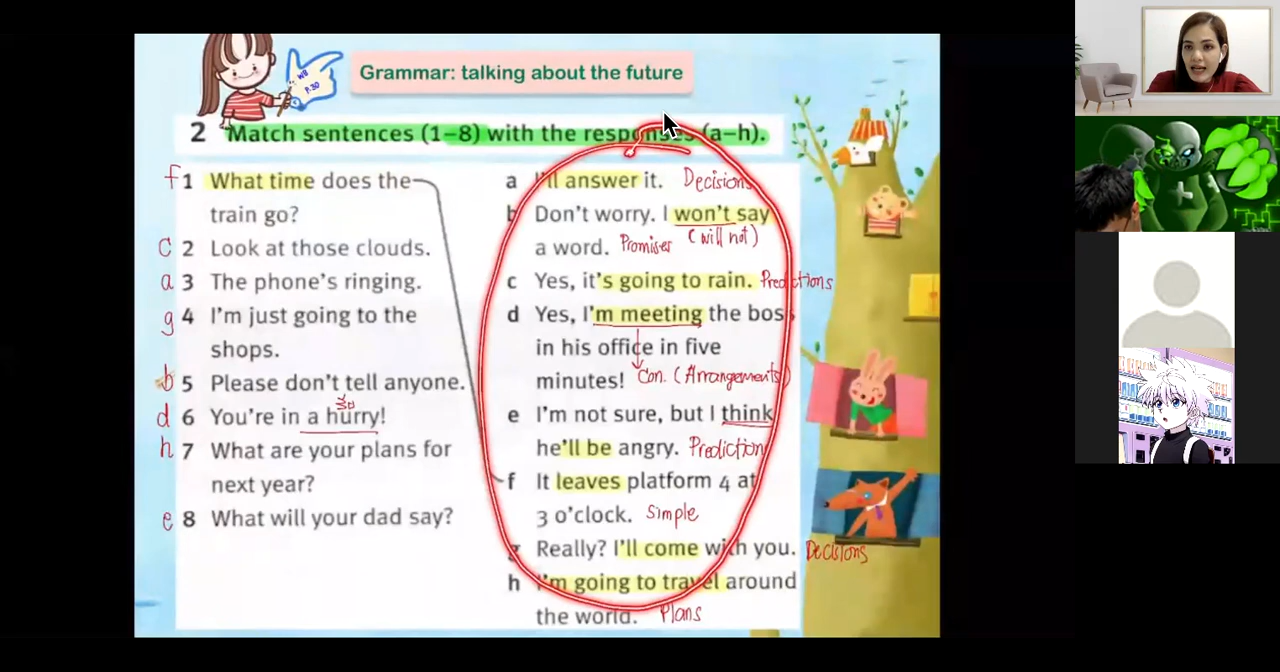 Grammar: talking about the future
WB
P.30
2 Match sentences (1–8) with the responses (a–h).
f 1 What time does the
train go?
c 2 Look at those clouds.
a 3 The phone's ringing.
g 4 I'm just going to the
shops.
b 5 Please don't tell anyone.
d 6 You're in a hurry!
h 7 What are your plans for
next year?
e 8 What will your dad say?
a I'll answer it. Decisions
b Don't worry. I won't say
(will not)
a word. Promises
c Yes, it's going to rain. Predictions
d Yes, I'm meeting the boss
in his office in five
minutes! Con. (Arrangements)
e I'm not sure, but I think
he'll be angry. Prediction
f It leaves platform 4 at
3 o'clock. Simple
g Really? I'll come with you. Decisions
h I'm going to travel around
the world. Plans